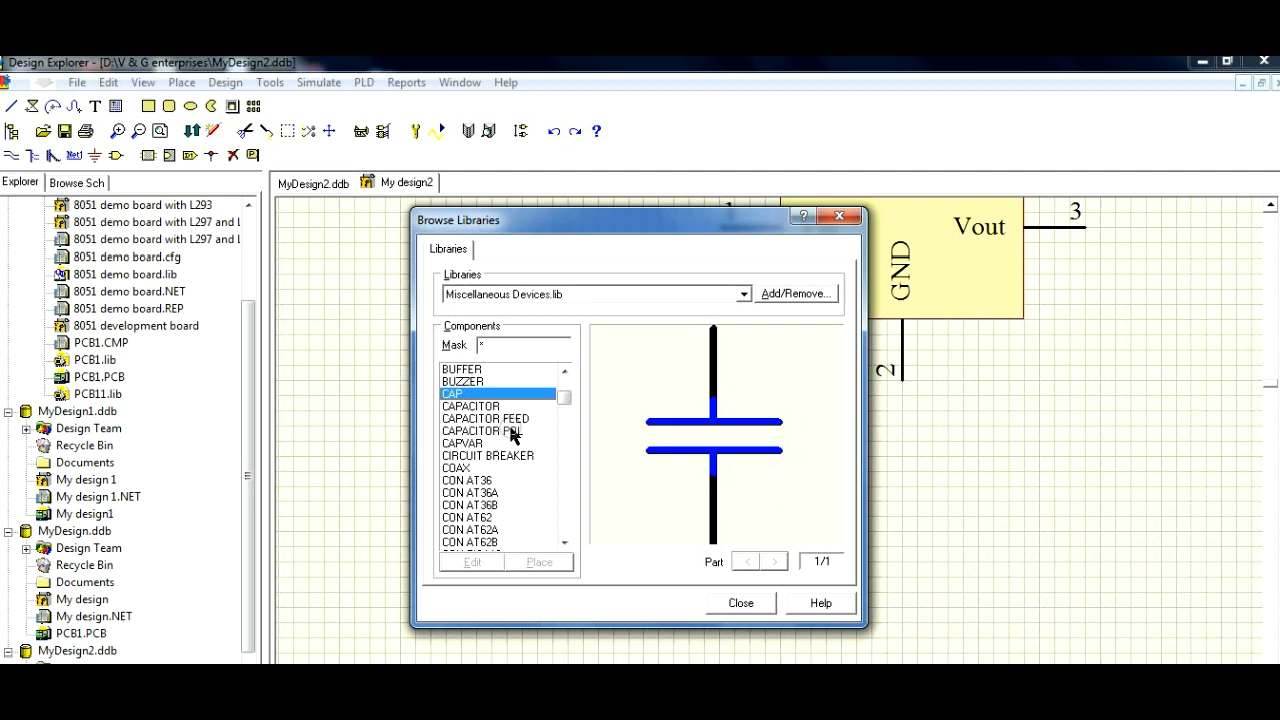 Design Explorer - [D:\V & G enterprises\MyDesign2.ddb]
File Edit View Place Design Tools Simulate PLD Reports Window Help
Explorer Browse Sch
MyDesign2.ddb My design2
8051 demo board with L293
8051 demo board with L297 and L
8051 demo board with L297 and L
8051 demo board.cfg
8051 demo board.lib
8051 demo board.NET
8051 demo board.REP
8051 development board
PCB1.CMP
PCB1.lib
PCB1.PCB
PCB11.lib
MyDesign1.ddb
Design Team
Recycle Bin
Documents
My design 1
My design 1.NET
My design1
MyDesign.ddb
Design Team
Recycle Bin
Documents
My design
My design.NET
PCB1.PCB
MyDesign2.ddb
Browse Libraries
Libraries
Libraries
Miscellaneous Devices.lib
Add/Remove...
Components
Mask *
BUFFER
BUZZER
CAP
CAPACITOR
CAPACITOR FEED
CAPACITOR POL
CAPVAR
CIRCUIT BREAKER
COAX
CON AT36
CON AT36A
CON AT36B
CON AT62
CON AT62A
CON AT62B
Edit Place
Part < > 1/1
Close Help
Vout 3
GND
2